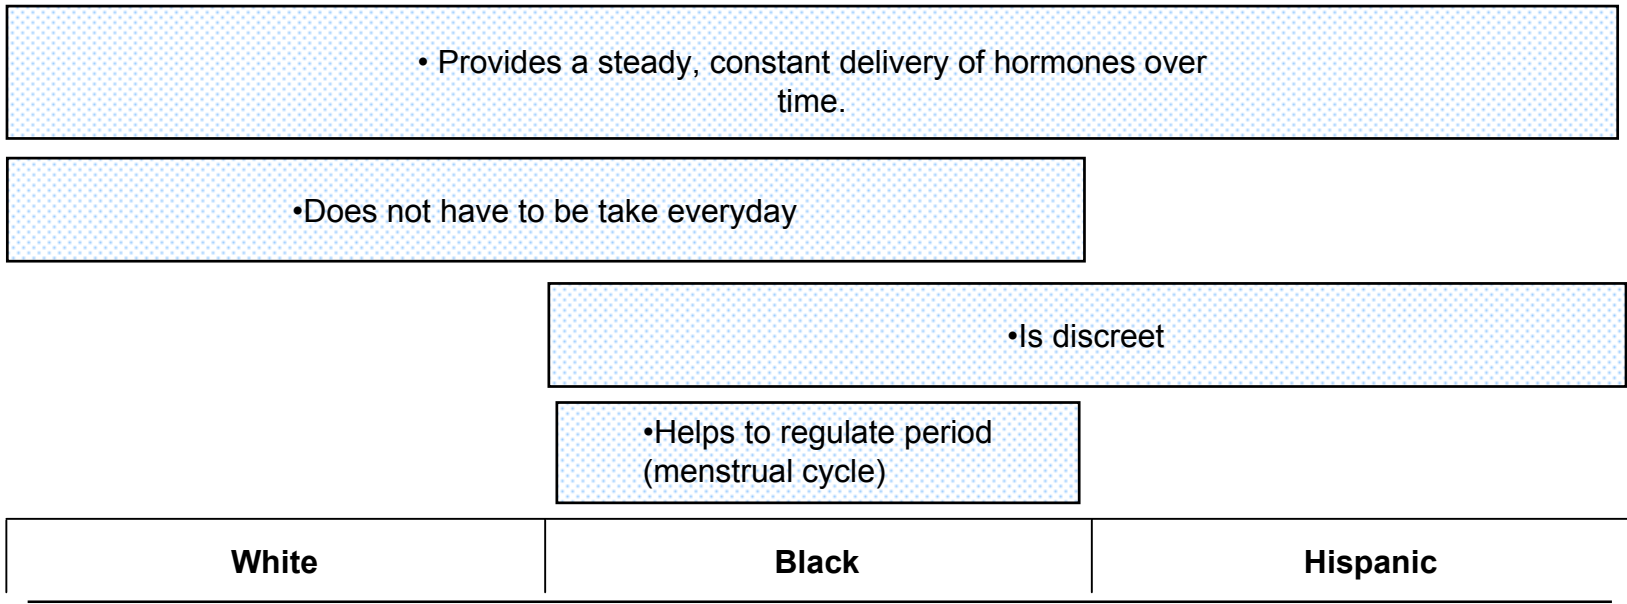 • Provides a steady, constant delivery of hormones over
time.
•Does not have to be take everyday
•Is discreet
•Helps to regulate period
(menstrual cycle)
White Black Hispanic